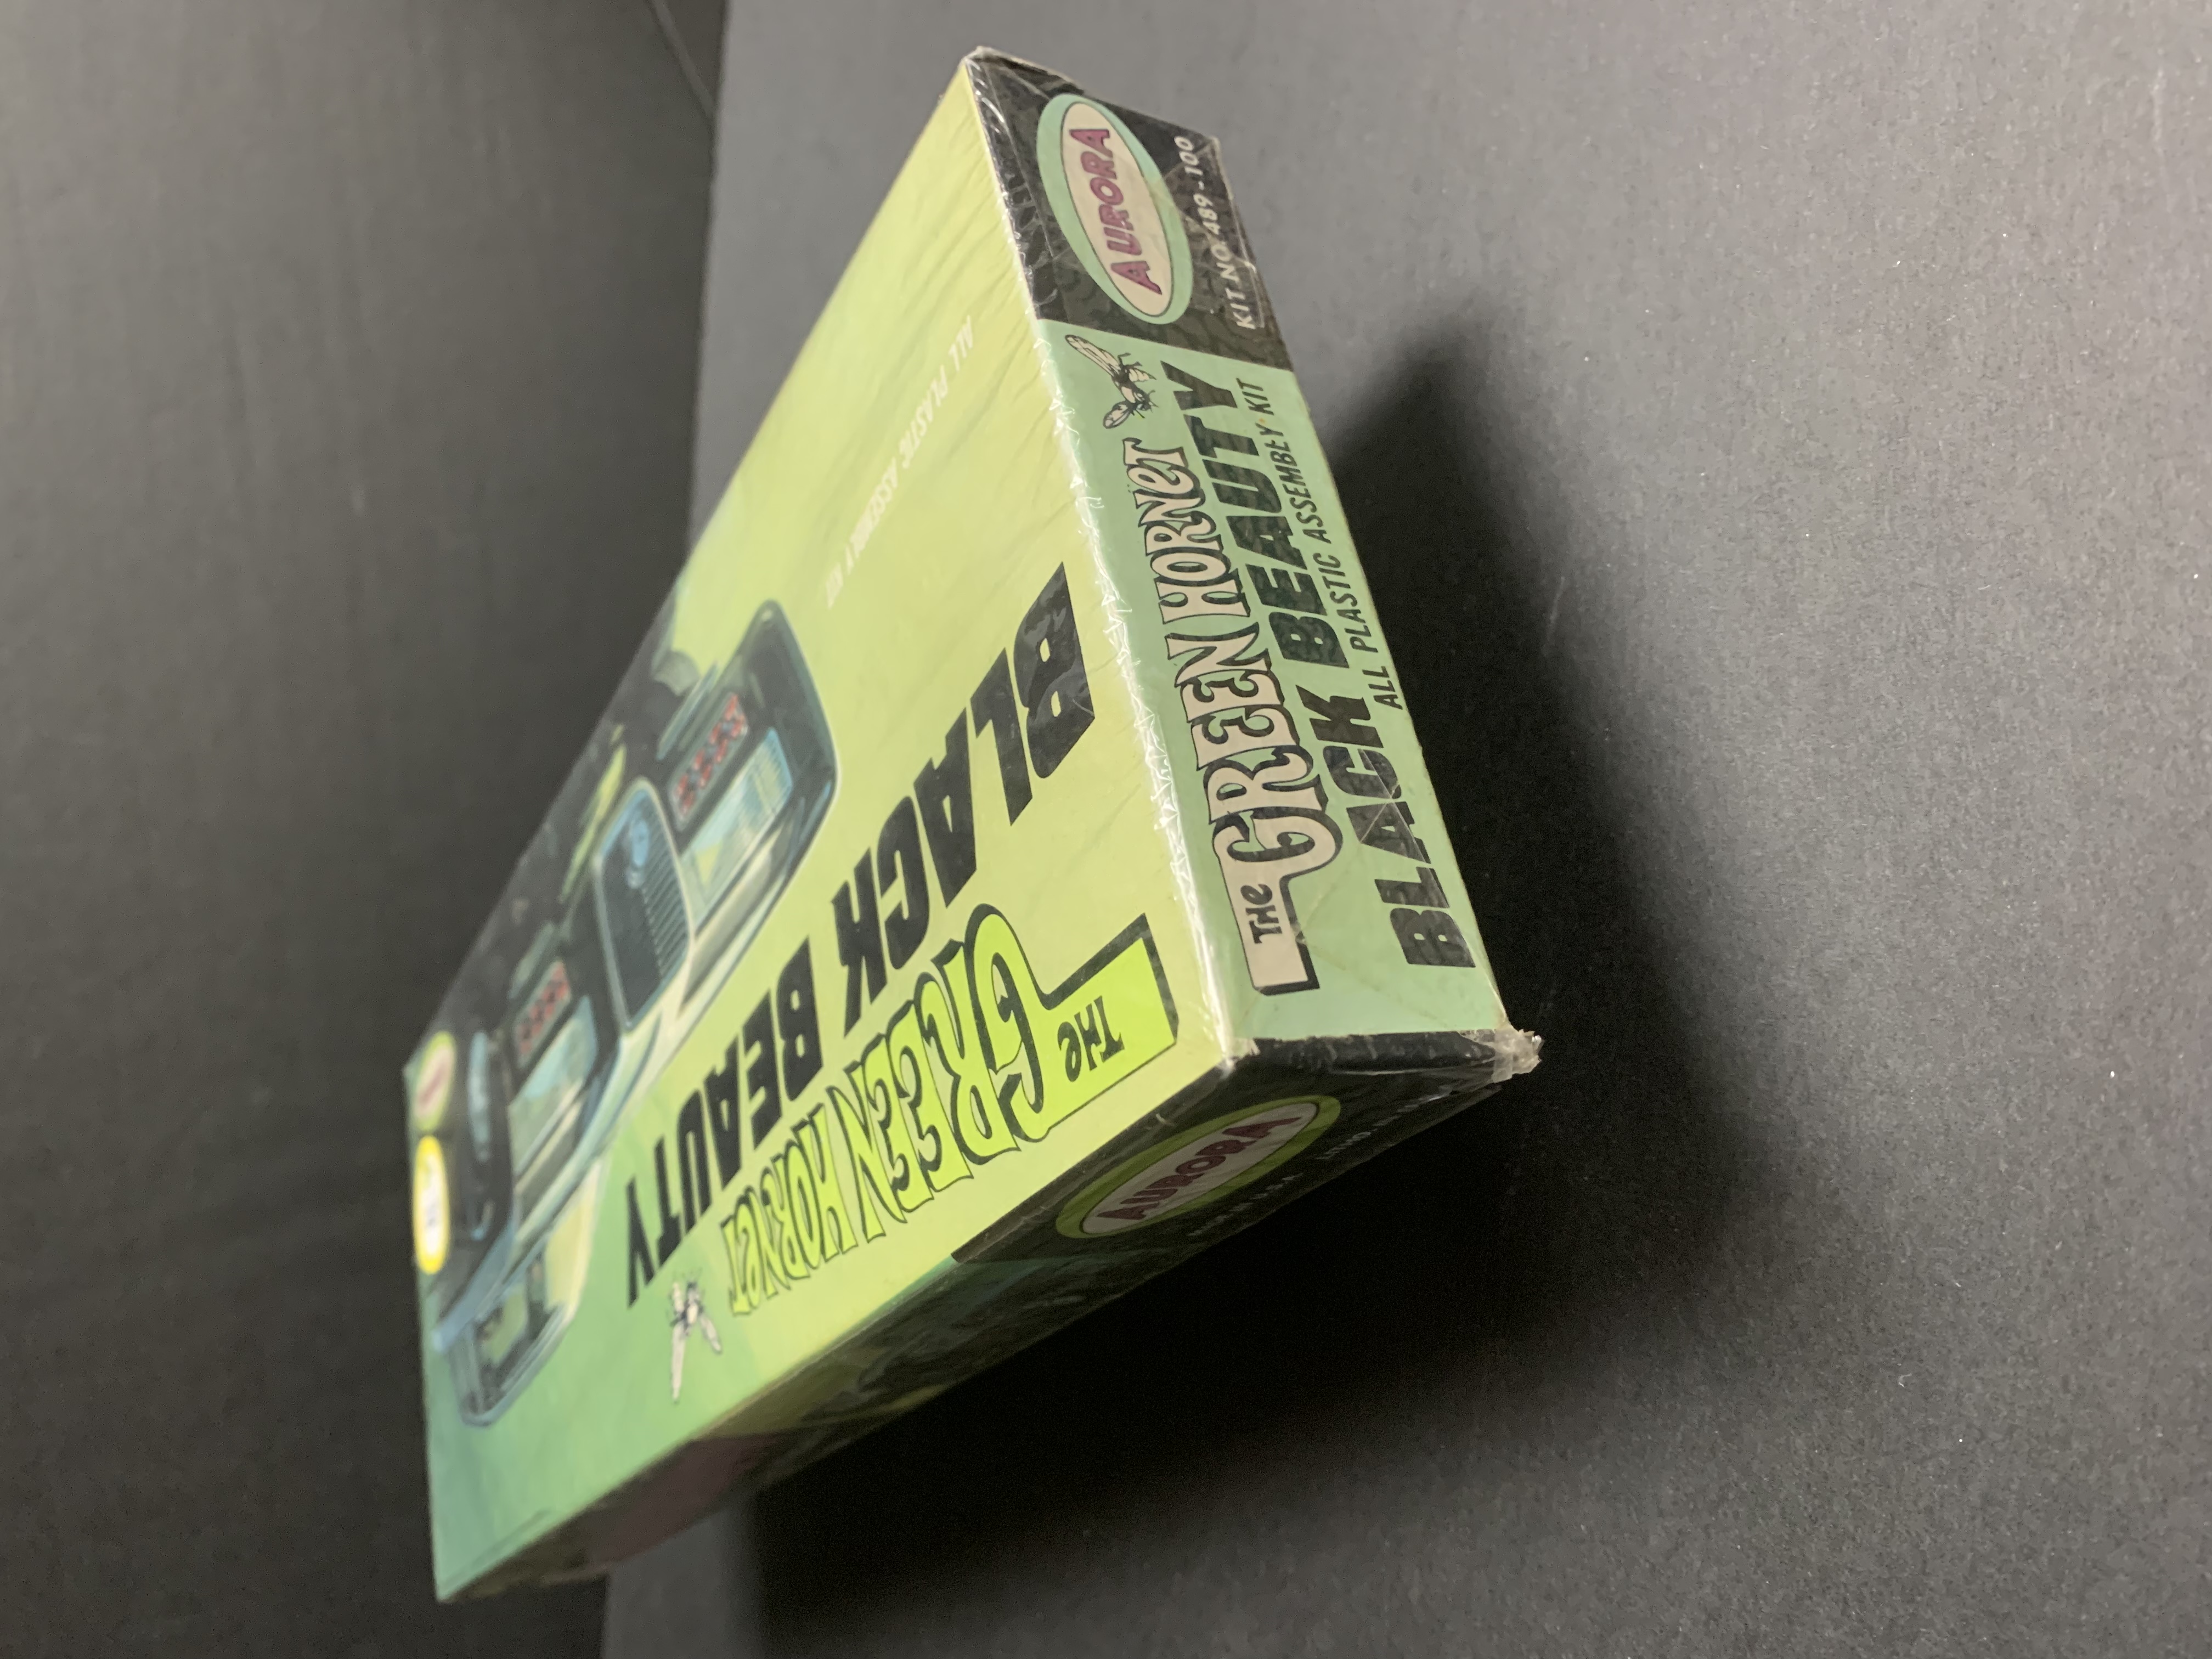 AURORA
KIT NO. 489-100
THE GREEN HORNET
BLACK BEAUTY
ALL PLASTIC ASSEMBLY KIT
THE GREEN HORNET
BLACK BEAUTY
ALL PLASTIC ASSEMBLY KIT
AURORA